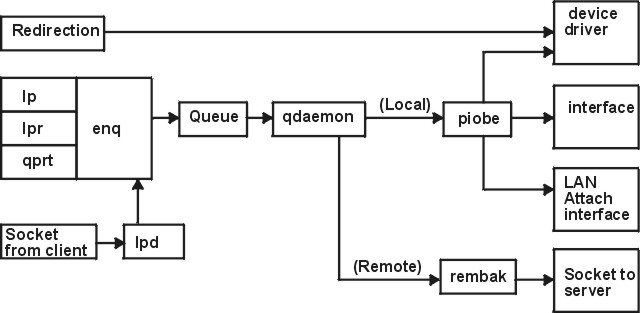 Redirection
device
driver
lp
lpr
qprt
enq
Queue
qdaemon
(Local)
piobe
interface
LAN
Attach
interface
Socket
from client
lpd
(Remote)
rembak
Socket to
server